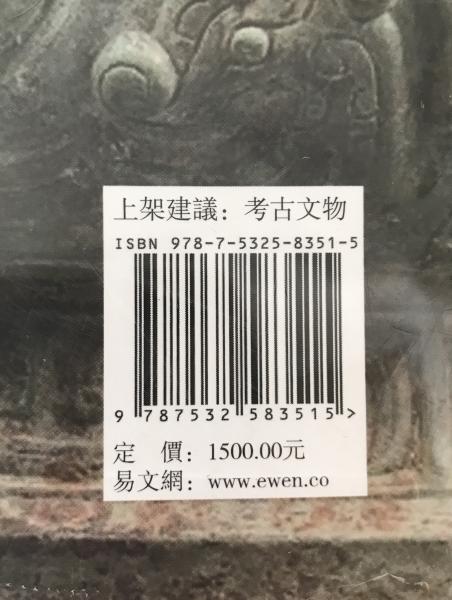 上架建議：考古文物
ISBN 978-7-5325-8351-5
9 787532 583515 >
定　價：1500.00元
易文網：www.ewen.co